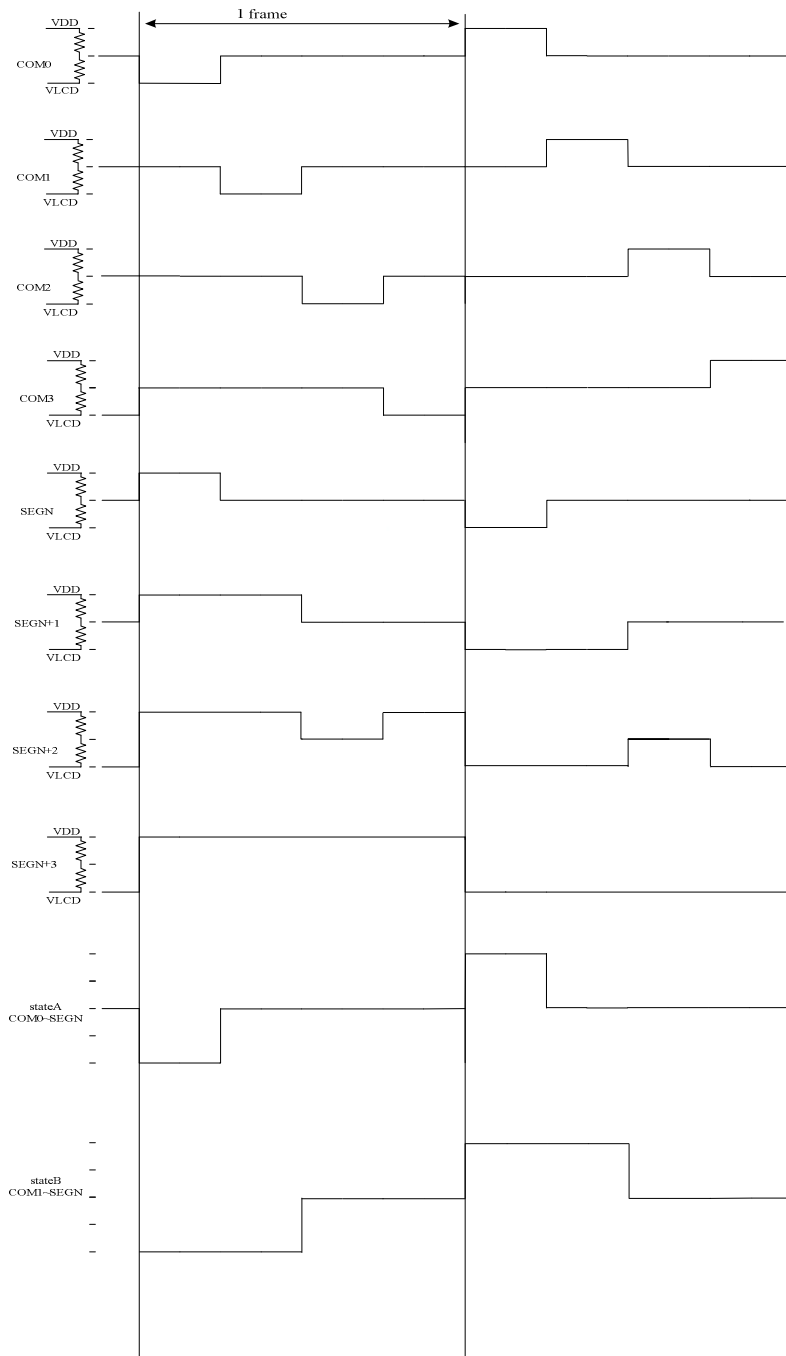 1 frame
VDD
COM0
VLCD
VDD
COM1
VLCD
VDD
COM2
VLCD
VDD
COM3
VLCD
VDD
SEGN
VLCD
VDD
SEGN+1
VLCD
VDD
SEGN+2
VLCD
VDD
SEGN+3
VLCD
stateA
COM0~SEGN
stateB
COM1~SEGN